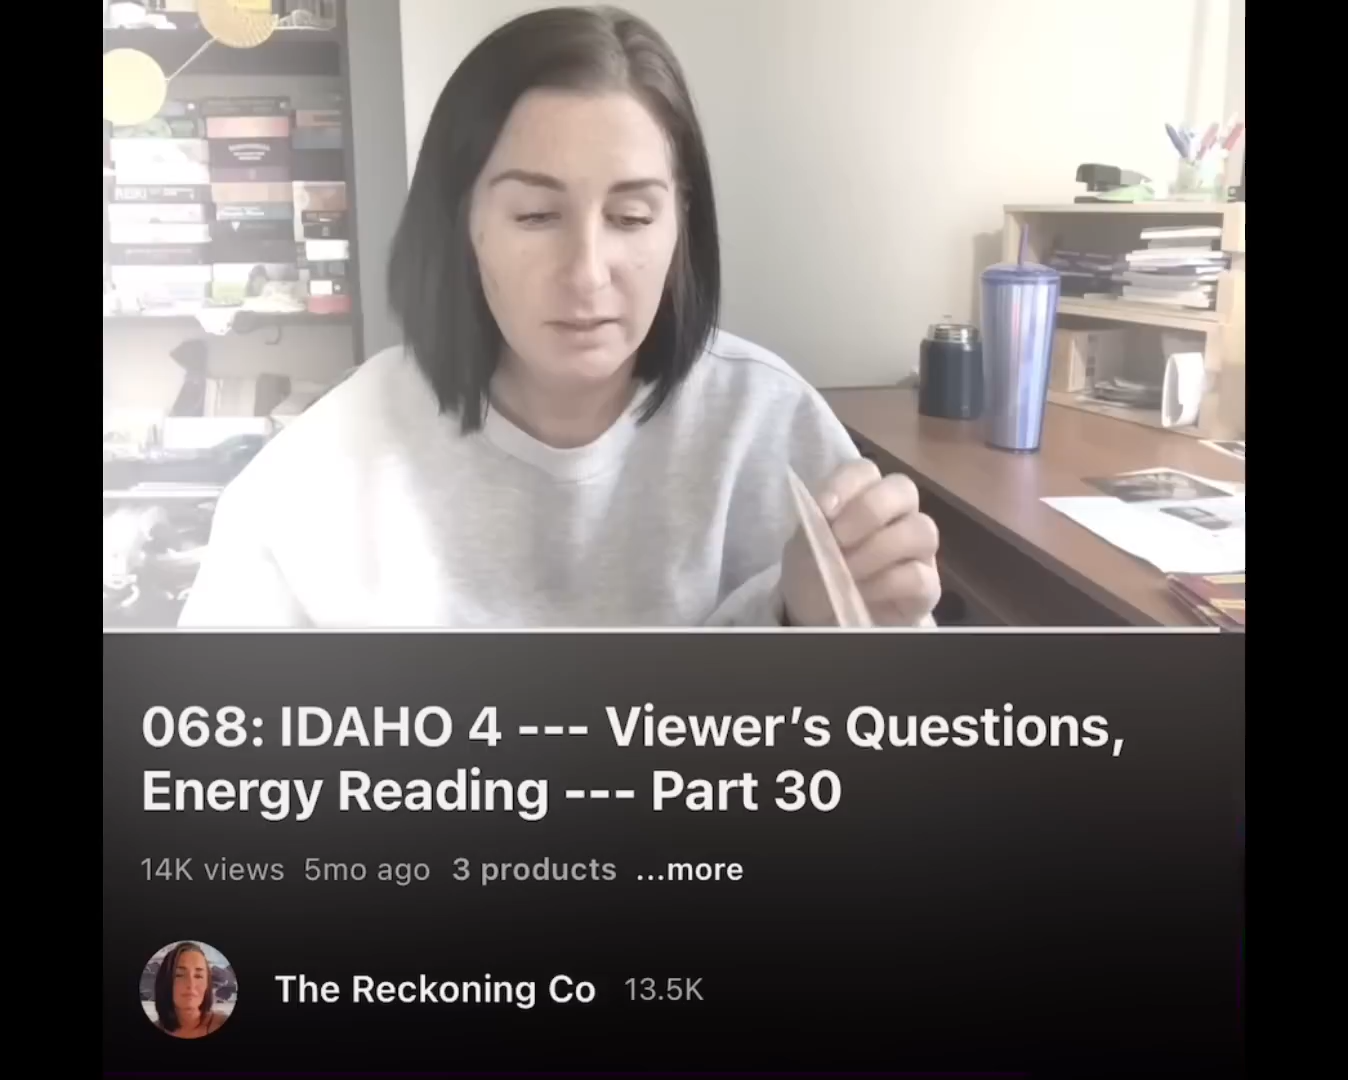 068: IDAHO 4 --- Viewer’s Questions,
Energy Reading --- Part 30
14K views 5mo ago 3 products ...more
The Reckoning Co 13.5K